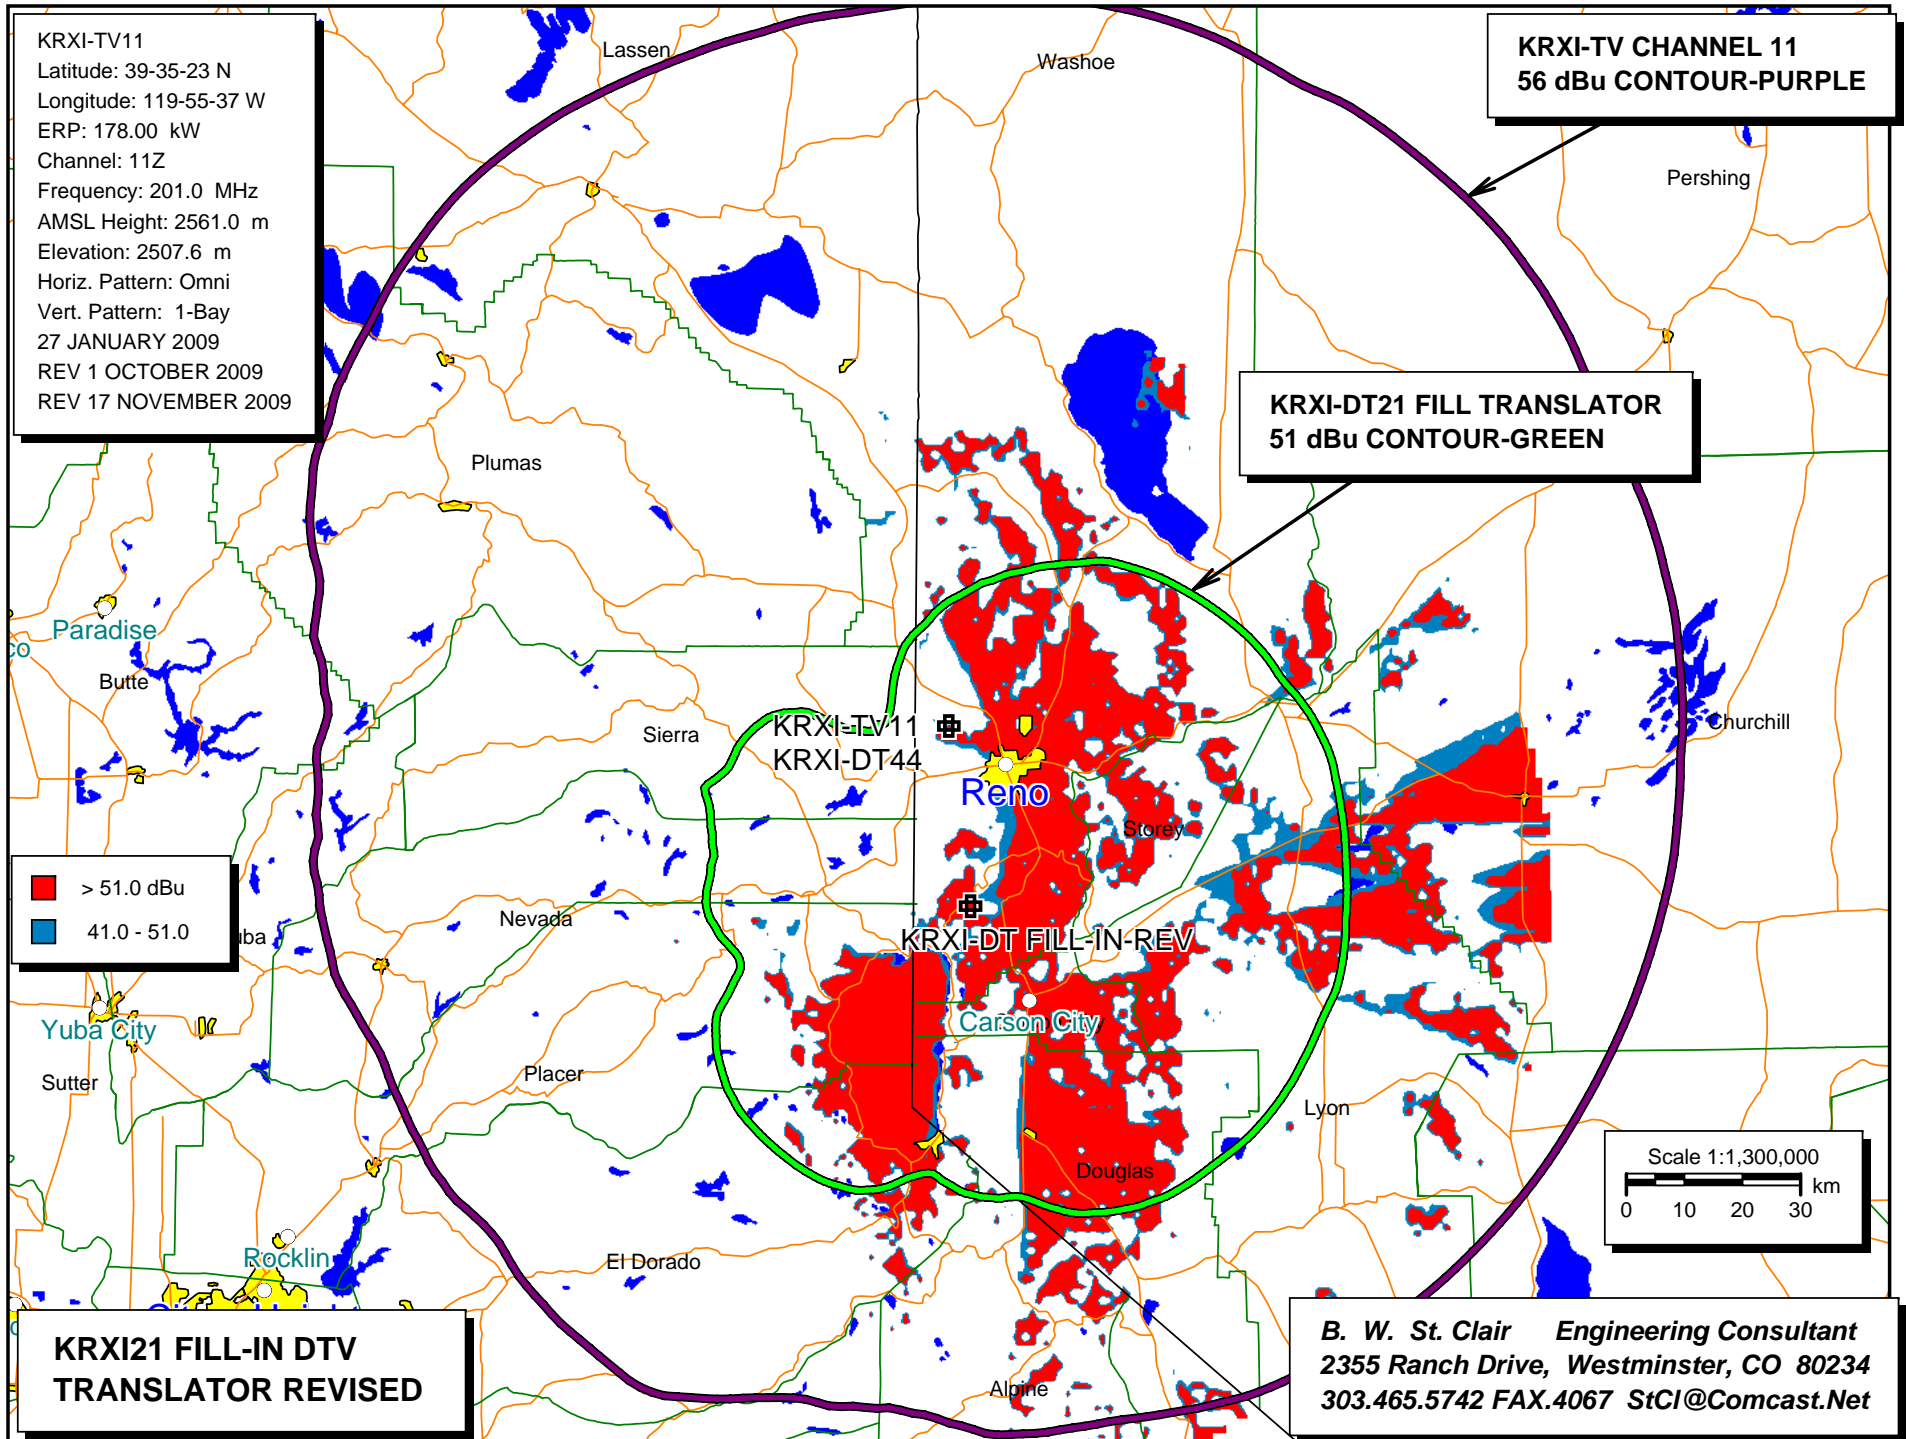 KRXI-TV11
Latitude: 39-35-23 N
Longitude: 119-55-37 W
ERP: 178.00 kW
Channel: 11Z
Frequency: 201.0 MHz
AMSL Height: 2561.0 m
Elevation: 2507.6 m
Horiz. Pattern: Omni
Vert. Pattern: 1-Bay
27 JANUARY 2009
REV 1 OCTOBER 2009
REV 17 NOVEMBER 2009
Lassen
Washoe
KRXI-TV CHANNEL 11
56 dBu CONTOUR-PURPLE
Pershing
KRXI-DT21 FILL TRANSLATOR
51 dBu CONTOUR-GREEN
Plumas
Paradise
co
Butte
Sierra
KRXI-TV11
KRXI-DT44
Reno
Churchill
Storey
> 51.0 dBu
41.0 - 51.0
uba
Nevada
KRXI-DT FILL-IN-REV
Yuba City
Carson City
Sutter
Placer
Lyon
Douglas
Scale 1:1,300,000
km
0 10 20 30
Rocklin
El Dorado
Alpine
KRXI21 FILL-IN DTV
TRANSLATOR REVISED
B. W. St. Clair Engineering Consultant
2355 Ranch Drive, Westminster, CO 80234
303.465.5742 FAX.4067 StCl@Comcast.Net